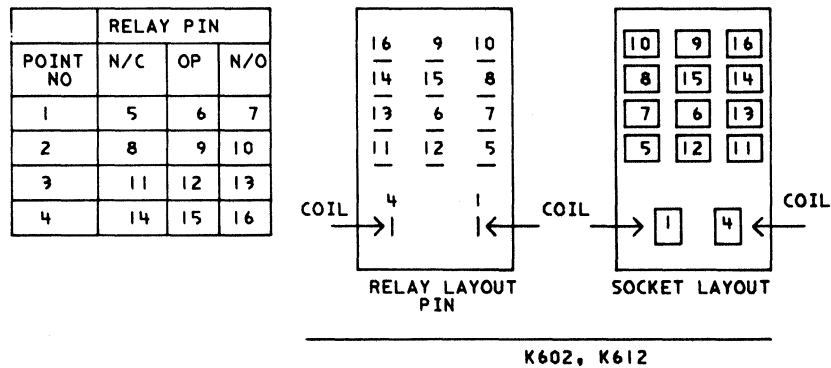 RELAY PIN
POINT NO N/C OP N/O
1 5 6 7
2 8 9 10
3 11 12 13
4 14 15 16
16 9 10
14 15 8
13 6 7
11 12 5
4 1
COIL COIL
RELAY LAYOUT
PIN
10 9 16
8 15 14
7 6 13
5 12 11
1 4
COIL
SOCKET LAYOUT
K602, K612